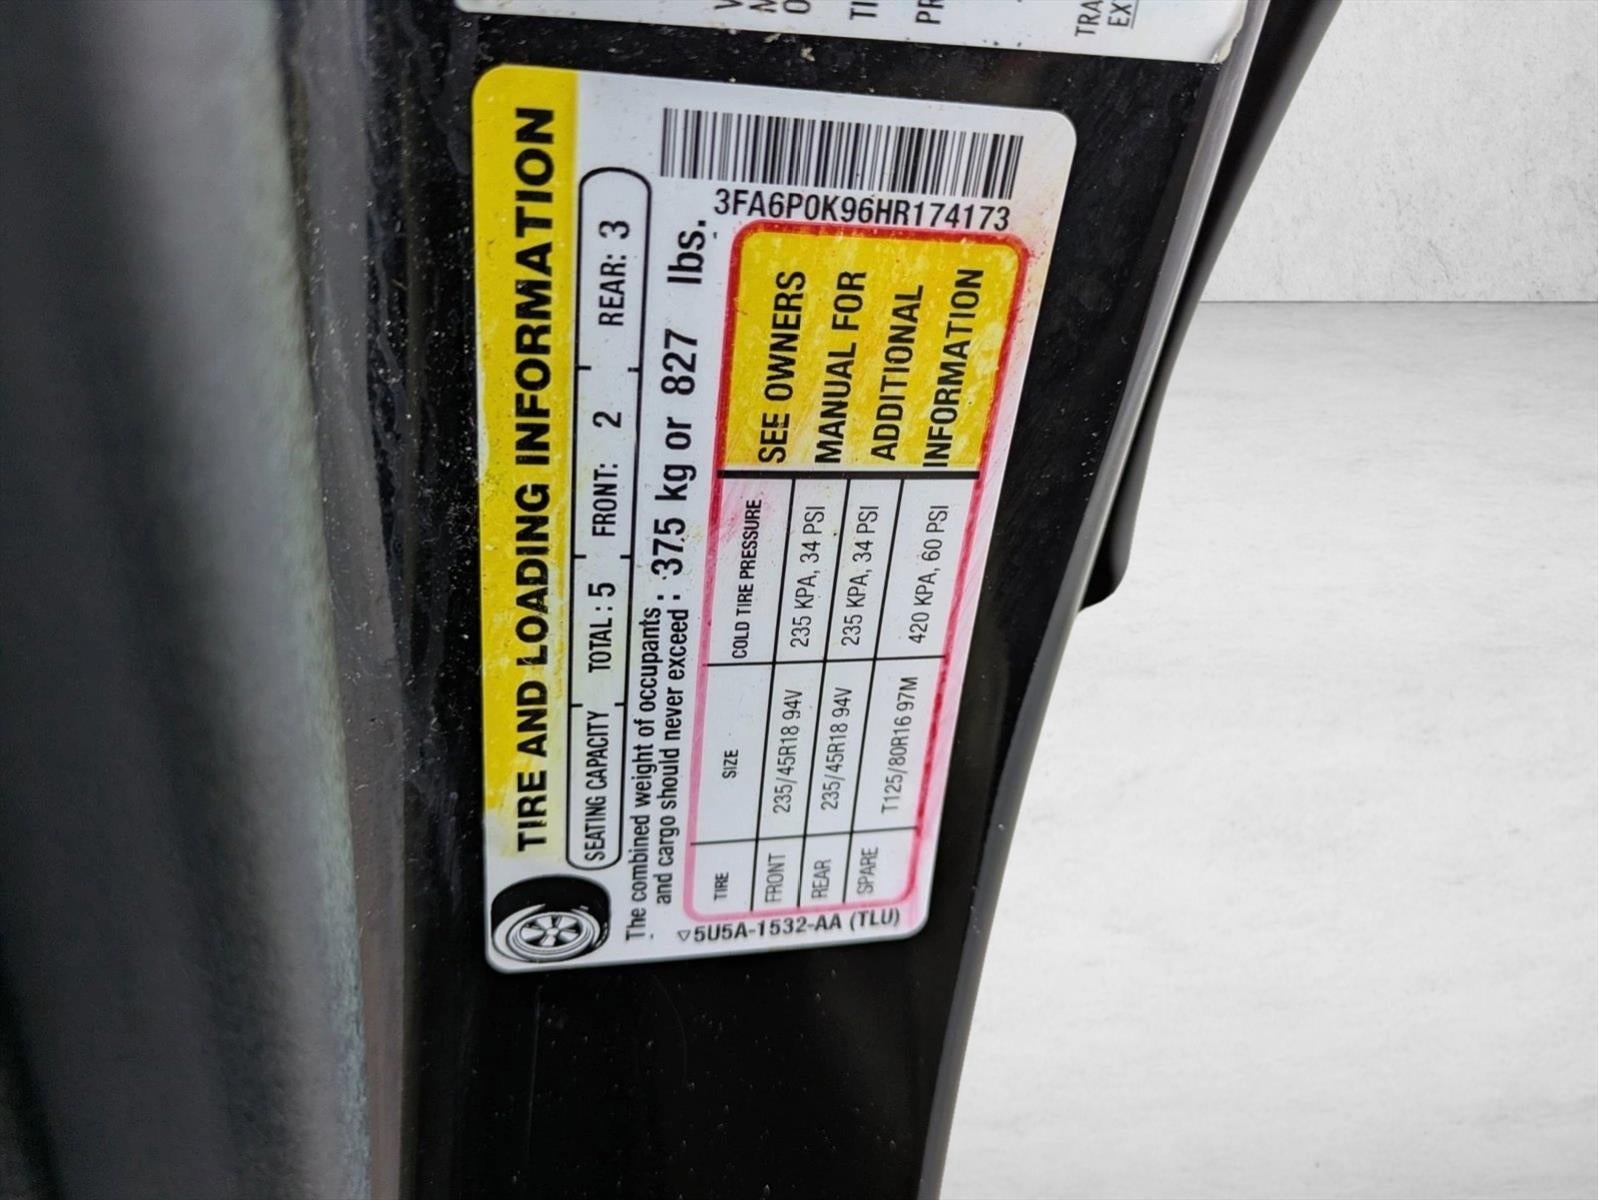 TIRE AND LOADING INFORMATION
SEATING CAPACITY TOTAL : 5 FRONT: 2 REAR: 3
The combined weight of occupants
and cargo should never exceed : 375 kg or 827 lbs.
3FA6P0K96HR174173
TIRE SIZE COLD TIRE PRESSURE
FRONT 235/45R18 94V 235 KPA, 34 PSI
REAR 235/45R18 94V 235 KPA, 34 PSI
SPARE T125/80R16 97M 420 KPA, 60 PSI
SEE OWNERS
MANUAL FOR
ADDITIONAL
INFORMATION
5U5A-1532-AA (TLU)